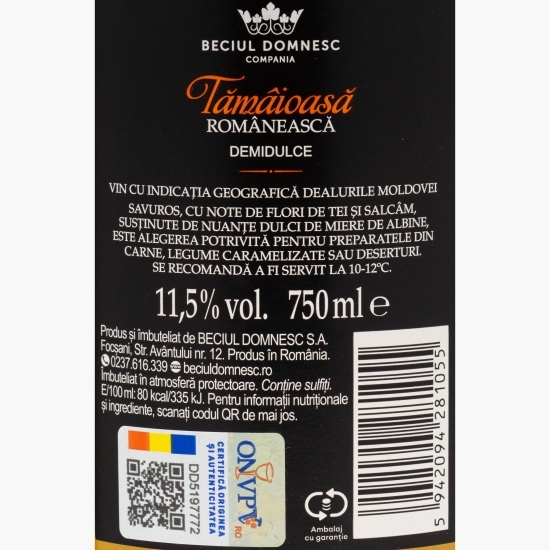 BECIUL DOMNESC
COMPANIA
Tămâioasă
ROMÂNEASCĂ
DEMIDULCE
VIN CU INDICAȚIA GEOGRAFICĂ DEALURILE MOLDOVEI
SAVUROS, CU NOTE DE FLORI DE TEI ȘI SALCÂM,
SUSȚINUTE DE NUANȚE DULCI DE MIERE DE ALBINE,
ESTE ALEGEREA POTRIVITĂ PENTRU PREPARATELE DIN
CARNE, LEGUME CARAMELIZATE SAU DESERTURI.
SE RECOMANDĂ A FI SERVIT LA 10-12°C.
11,5% vol. 750 ml e
Produs și îmbuteliat de BECIUL DOMNESC S.A.
Focșani, Str. Avântului nr. 12. Produs în România.
0237.616.339 beciuldomnesc.ro
Îmbuteliat în atmosferă protectoare. Conține sulfiți.
E/100 ml: 80 kcal/335 kJ. Pentru informații nutriționale
și ingrediente, scanați codul QR de mai jos.
CERTIFICĂ ORIGINEA
ȘI AUTENTICITATEA
DD5197772
ONVPV
RO
Ambalaj
cu garanție
5 942094 281055